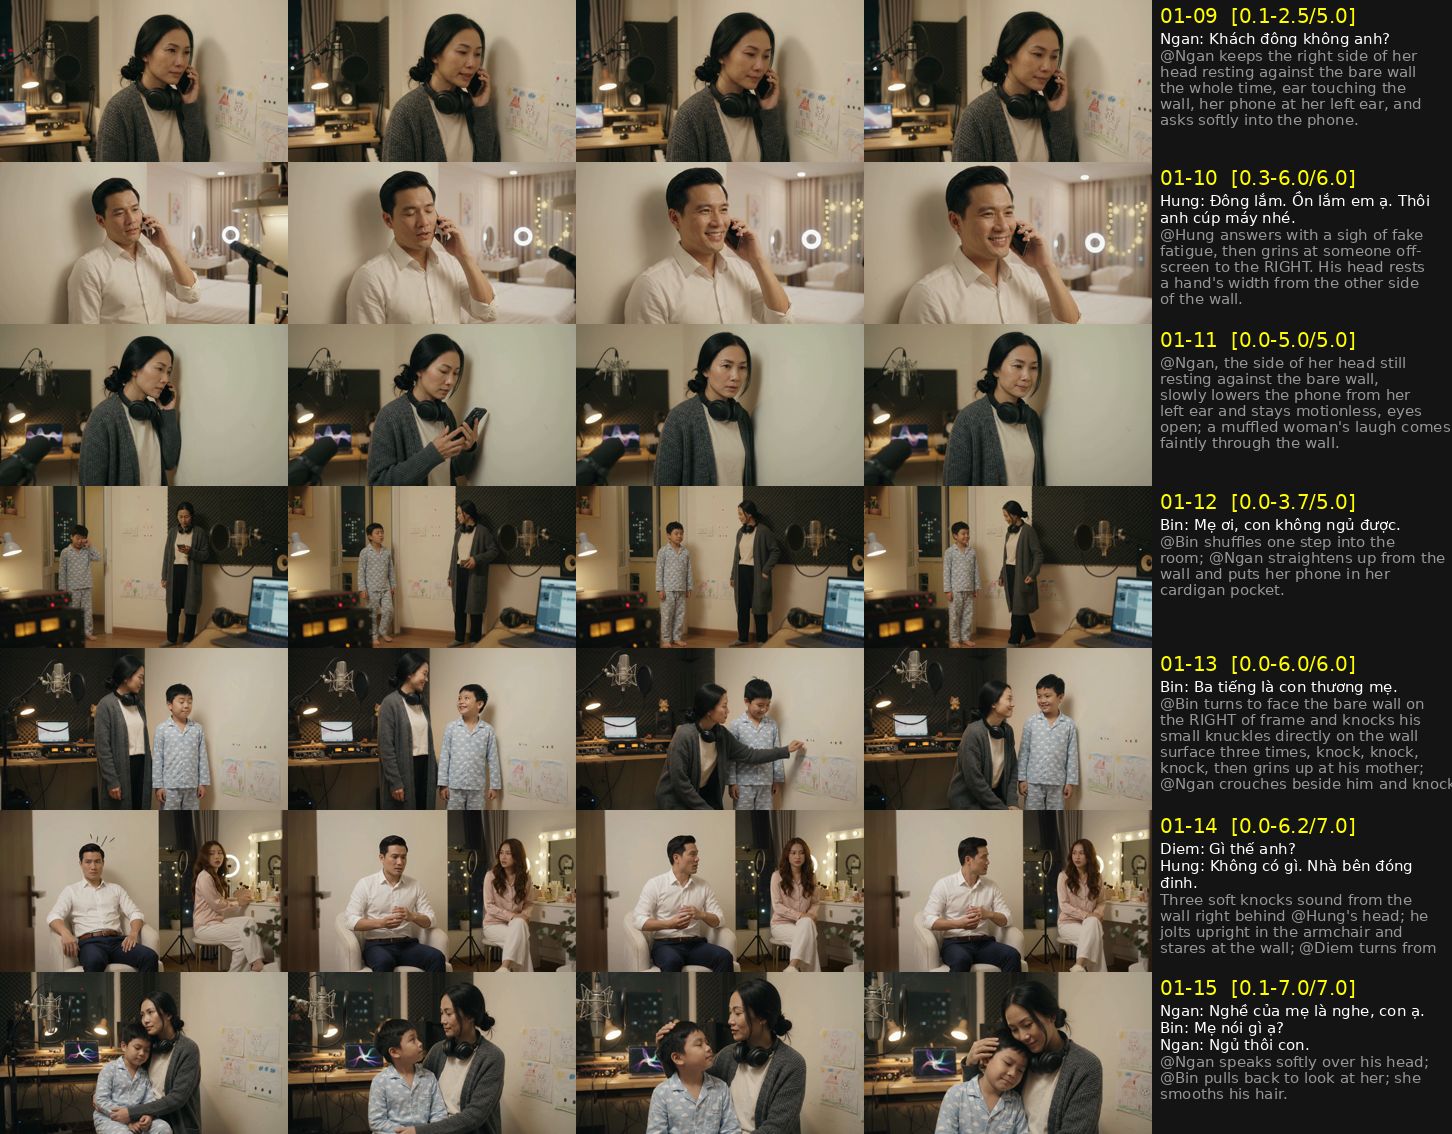 01-09 [0.1-2.5/5.0]
Ngan: Khách đông không anh?
@Ngan keeps the right side of her
head resting against the bare wall
the whole time, ear touching the
wall, her phone at her left ear, and
asks softly into the phone.
01-10 [0.3-6.0/6.0]
Hung: Đông lắm. Ồn lắm em ạ. Thôi
anh cúp máy nhé.
@Hung answers with a sigh of fake
fatigue, then grins at someone off-
screen to the RIGHT. His head rests
a hand's width from the other side
of the wall.
01-11 [0.0-5.0/5.0]
@Ngan, the side of her head still
resting against the bare wall,
slowly lowers the phone from her
left ear and stays motionless, eyes
open; a muffled woman's laugh comes
faintly through the wall.
01-12 [0.0-3.7/5.0]
Bin: Mẹ ơi, con không ngủ được.
@Bin shuffles one step into the
room; @Ngan straightens up from the
wall and puts her phone in her
cardigan pocket.
01-13 [0.0-6.0/6.0]
Bin: Ba tiếng là con thương mẹ.
@Bin turns to face the bare wall on
the RIGHT of frame and knocks his
small knuckles directly on the wall
surface three times, knock, knock,
knock, then grins up at his mother;
@Ngan crouches beside him and knock
01-14 [0.0-6.2/7.0]
Diem: Gì thế anh?
Hung: Không có gì. Nhà bên đóng
đinh.
Three soft knocks sound from the
wall right behind @Hung's head; he
jolts upright in the armchair and
stares at the wall; @Diem turns from
01-15 [0.1-7.0/7.0]
Ngan: Nghề của mẹ là nghe, con ạ.
Bin: Mẹ nói gì ạ?
Ngan: Ngủ thôi con.
@Ngan speaks softly over his head;
@Bin pulls back to look at her; she
smooths his hair.